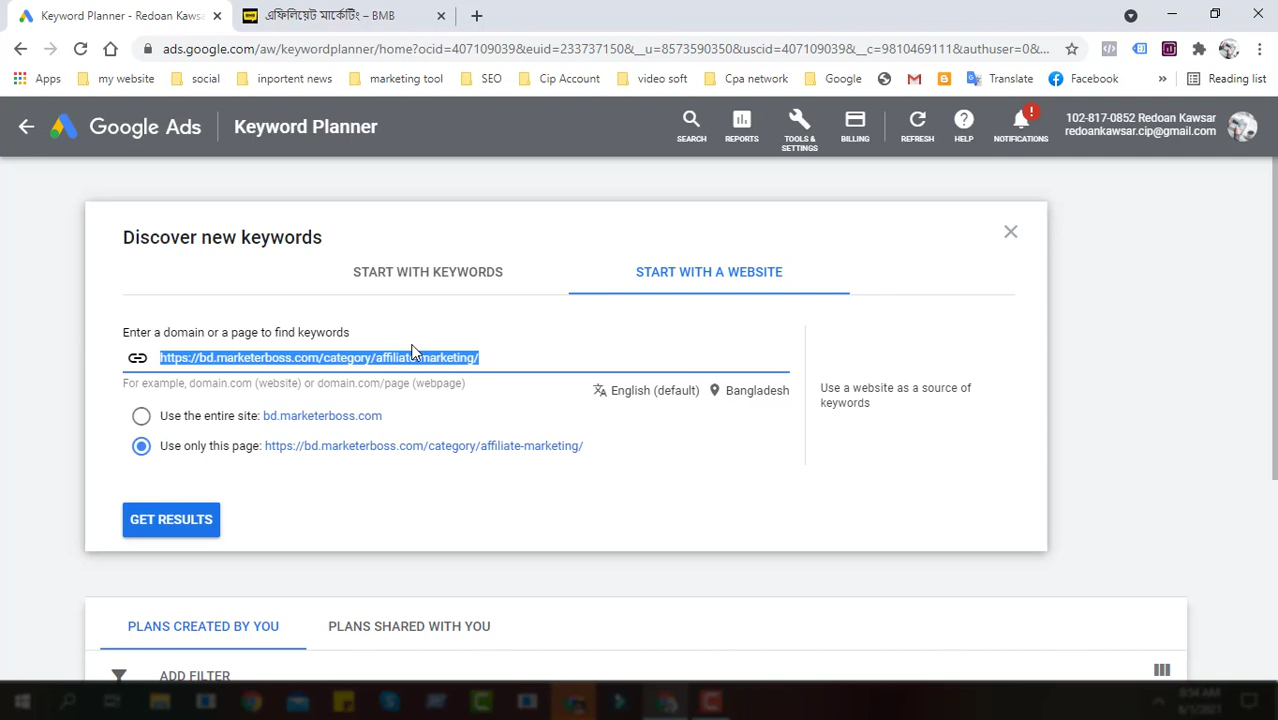 Keyword Planner - Redoan Kawsa
এফিলিয়েট মার্কেটিং – BMB
ads.google.com/aw/keywordplanner/home?ocid=407109039&euid=233737150&__u=8573590350&uscid=407109039&__c=9810469111&authuser=0&...
Apps my website social inportent news marketing tool SEO Cip Account video soft Cpa network Google Translate Facebook » Reading list
Google Ads Keyword Planner
SEARCH REPORTS TOOLS & SETTINGS BILLING REFRESH HELP NOTIFICATIONS
102-817-0852 Redoan Kawsar
redoankawsar.cip@gmail.com
Discover new keywords
START WITH KEYWORDS START WITH A WEBSITE
Enter a domain or a page to find keywords
https://bd.marketerboss.com/category/affiliate-marketing/
For example, domain.com (website) or domain.com/page (webpage)
English (default) Bangladesh
Use a website as a source of
keywords
Use the entire site: bd.marketerboss.com
Use only this page: https://bd.marketerboss.com/category/affiliate-marketing/
GET RESULTS
PLANS CREATED BY YOU PLANS SHARED WITH YOU
ADD FILTER
8:54 AM
8/1/2021